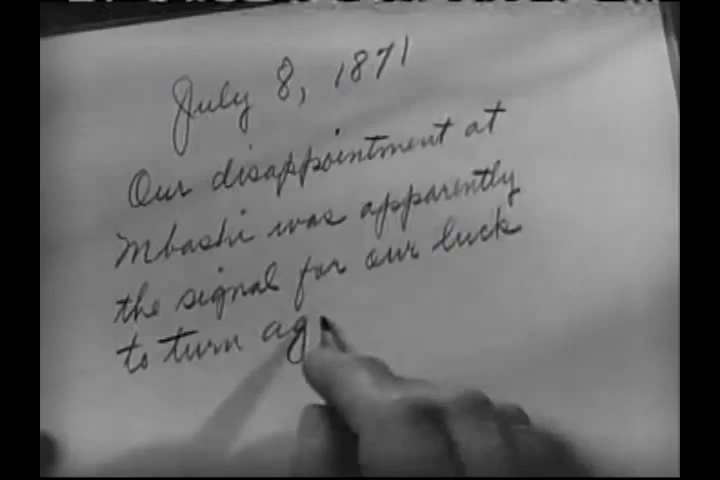 July 8, 1871
Our disappointment at
Mbashi was apparently
the signal for our luck
to turn ag